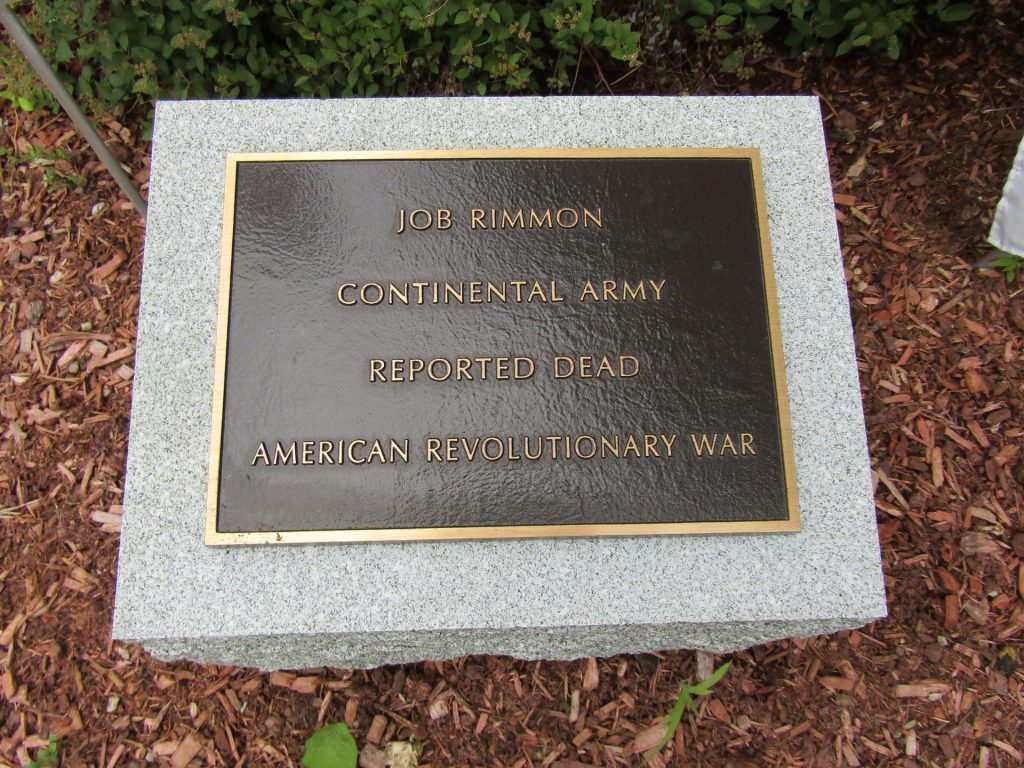 JOB RIMMON
CONTINENTAL ARMY
REPORTED DEAD
AMERICAN REVOLUTIONARY WAR